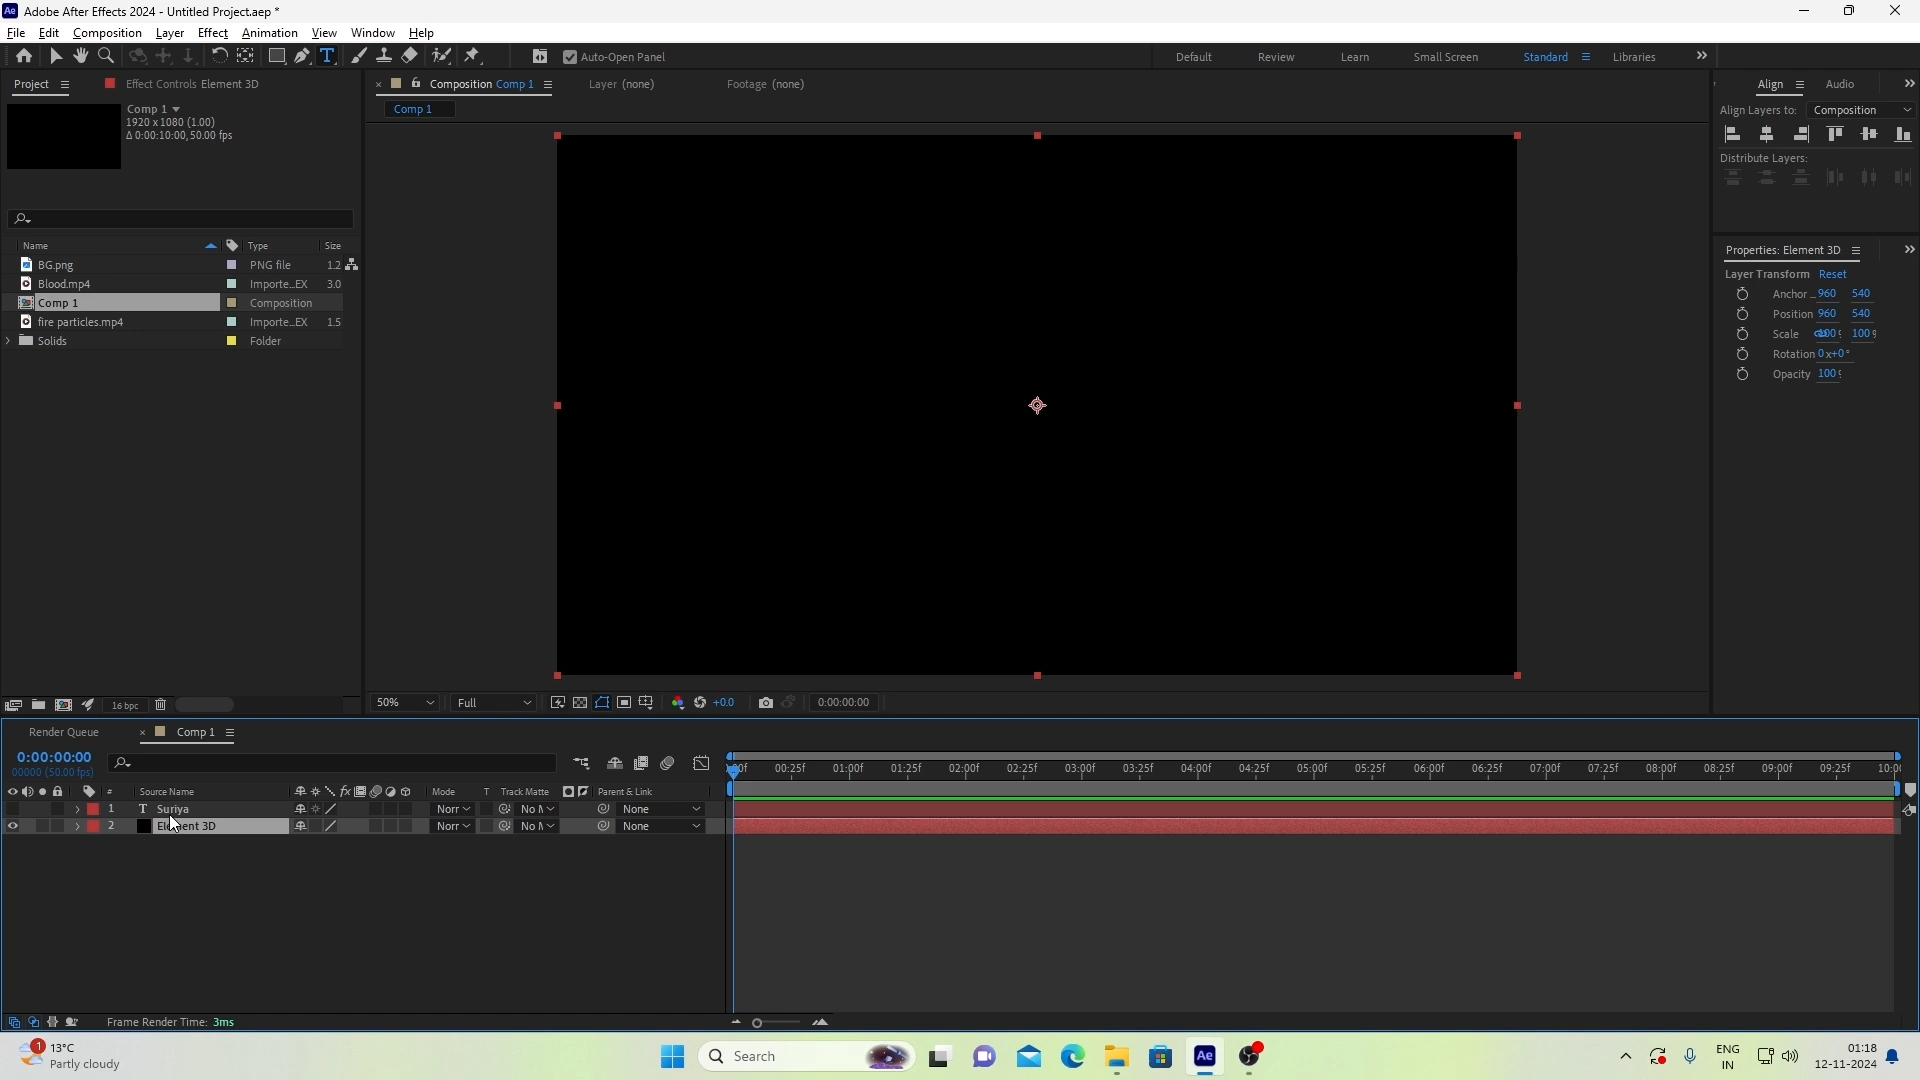 Adobe After Effects 2024 - Untitled Project.aep *
File Edit Composition Layer Effect Animation View Window Help
Auto-Open Panel Default Review Learn Small Screen Standard Libraries
Project Effect Controls Element 3D Composition Comp 1 Layer (none) Footage (none) Align Audio
Comp 1
1920 x 1080 (1.00)
Δ 0:00:10:00, 50.00 fps
Comp 1
Align Layers to: Composition
Distribute Layers:
Name Type Size
BG.png PNG file 1.2
Blood.mp4 Importe...EX 3.0
Comp 1 Composition
fire particles.mp4 Importe...EX 1.5
Solids Folder
Properties: Element 3D
Layer Transform Reset
Anchor 960 540
Position 960 540
Scale 100 100
Rotation 0x+0°
Opacity 100
16 bpc 50% Full +0.0 0:00:00:00
Render Queue Comp 1
0:00:00:00
00000 (50.00 fps)
00:25f 01:00f 01:25f 02:00f 02:25f 03:00f 03:25f 04:00f 04:25f 05:00f 05:25f 06:00f 06:25f 07:00f 07:25f 08:00f 08:25f 09:00f 09:25f 10:0
# Source Name Mode T Track Matte Parent & Link
1 T Suriya Norr No M None
2 Element 3D Norr No M None
Frame Render Time: 3ms
1 13°C
Partly cloudy
Search
ENG
IN
01:18
12-11-2024